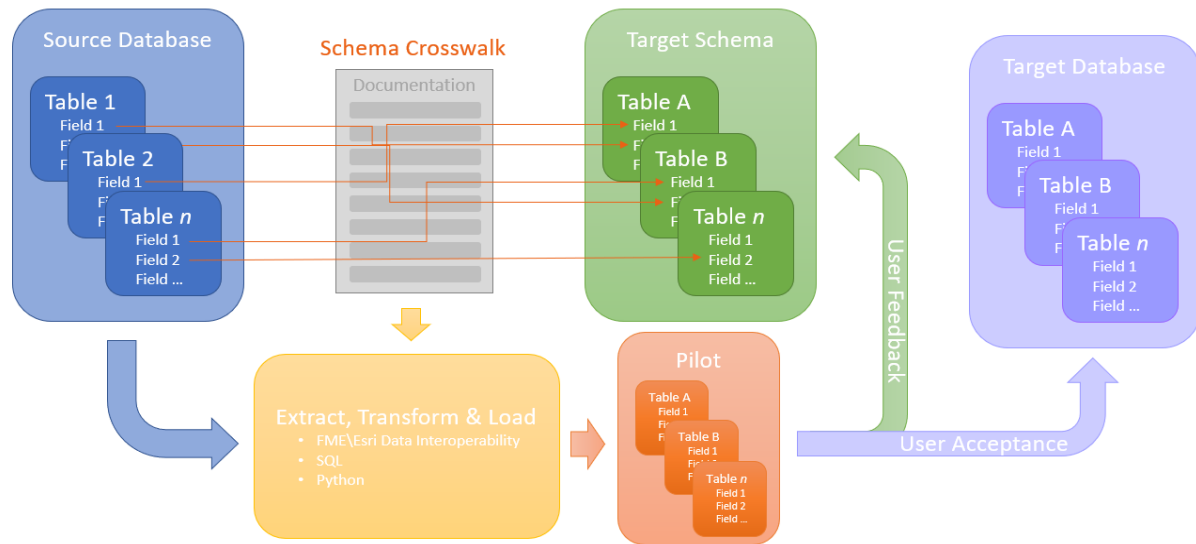 Source Database
Table 1
Field 1
Table 2
Field 1
Table n
Field 1
Field 2
Field ...
Schema Crosswalk
Documentation
Target Schema
Table A
Field 1
Table B
Field 1
Table n
Field 1
Field 2
Field ...
Target Database
Table A
Field 1
Table B
Field 1
Table n
Field 1
Field 2
Field ...
Extract, Transform & Load
• FME\Esri Data Interoperability
• SQL
• Python
Pilot
Table A
Field 1
Table B
Field 1
Table n
Field 1
Field 2
Field ...
User Feedback
User Acceptance